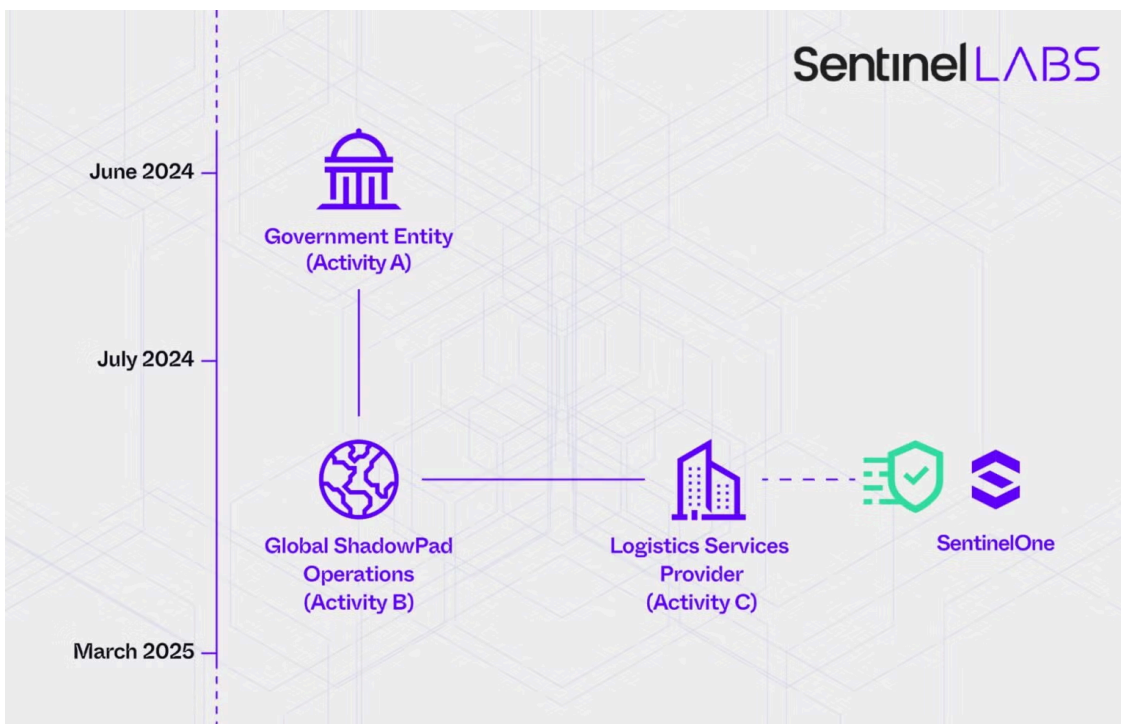 SentinelLABS
June 2024
Government Entity
(Activity A)
July 2024
Global ShadowPad
Operations
(Activity B)
Logistics Services
Provider
(Activity C)
SentinelOne
March 2025